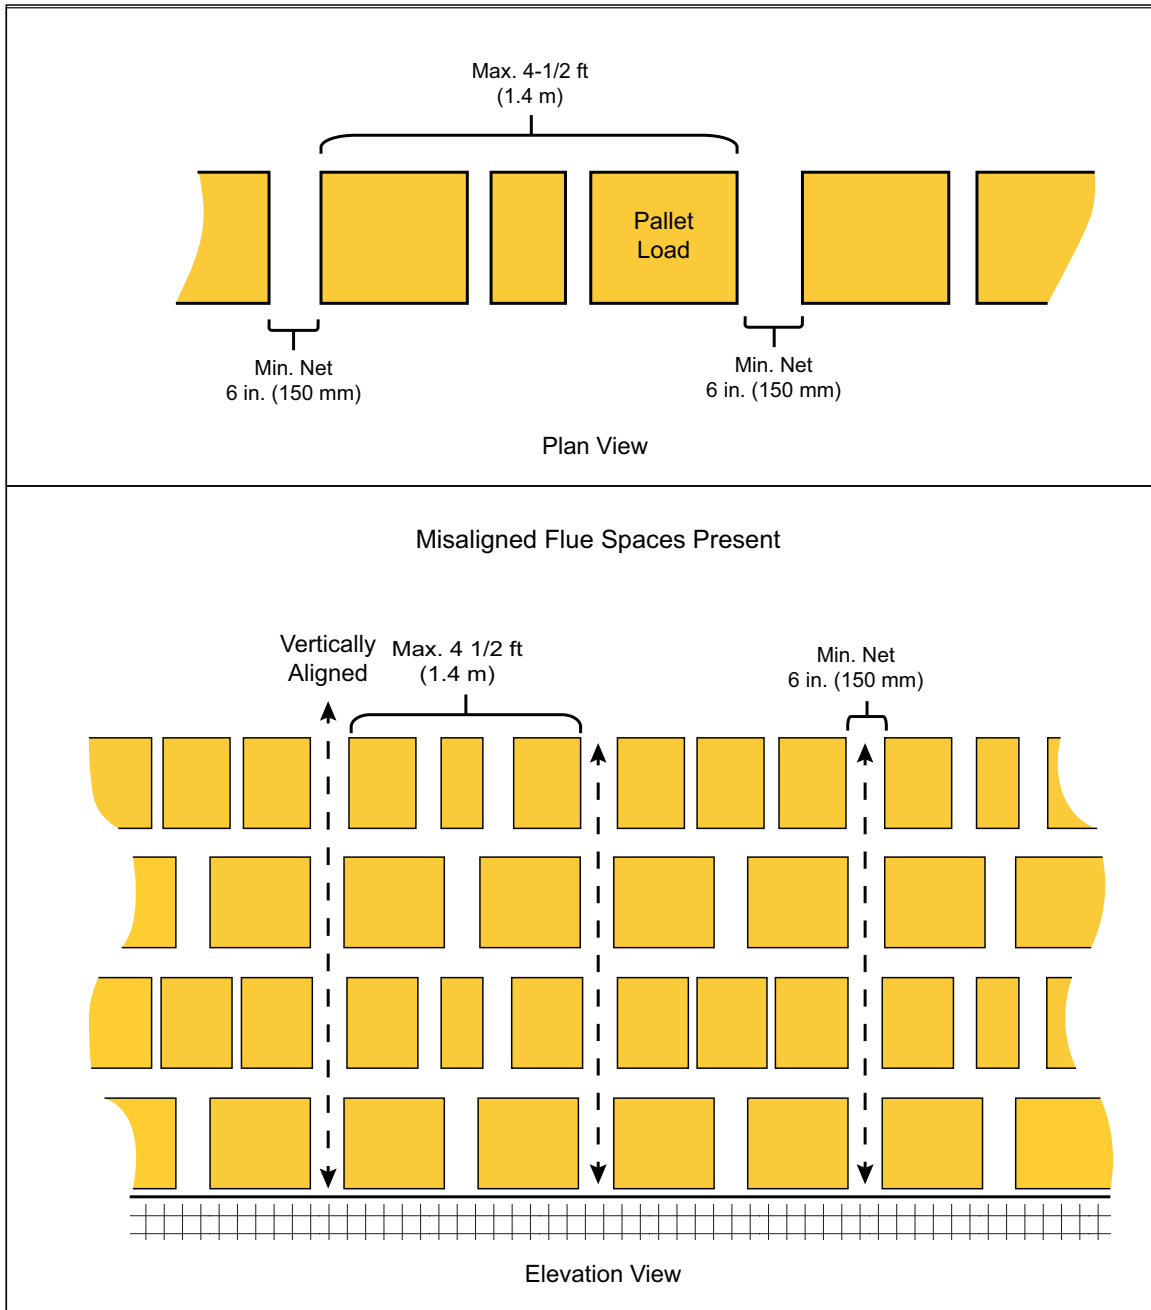 Max. 4-1/2 ft
(1.4 m)
Pallet
Load
Min. Net
6 in. (150 mm)
Min. Net
6 in. (150 mm)
Plan View
Misaligned Flue Spaces Present
Vertically
Aligned
Max. 4 1/2 ft
(1.4 m)
Min. Net
6 in. (150 mm)
Elevation View